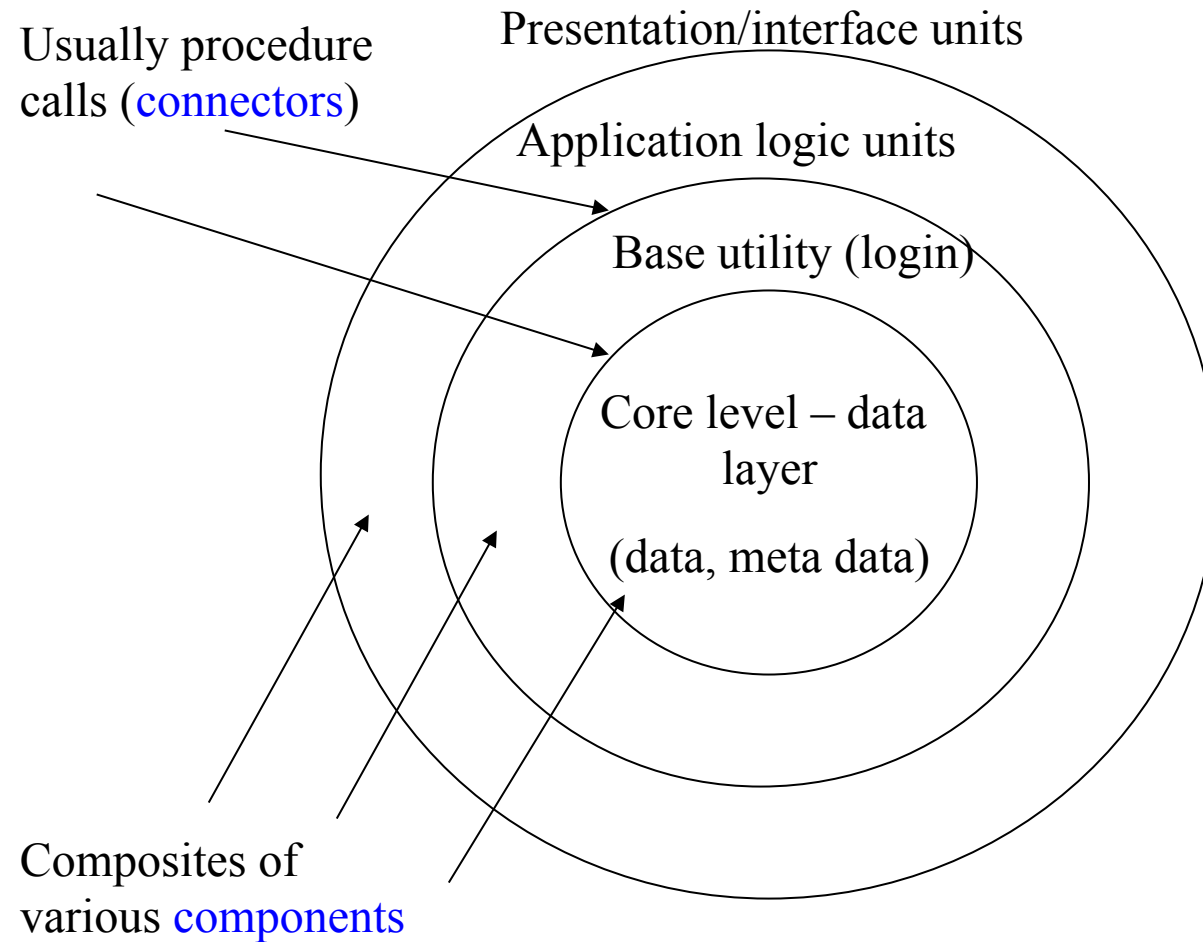 Usually procedure
calls (connectors)
Presentation/interface units
Application logic units
Base utility (login)
Core level – data
layer
(data, meta data)
Composites of
various components